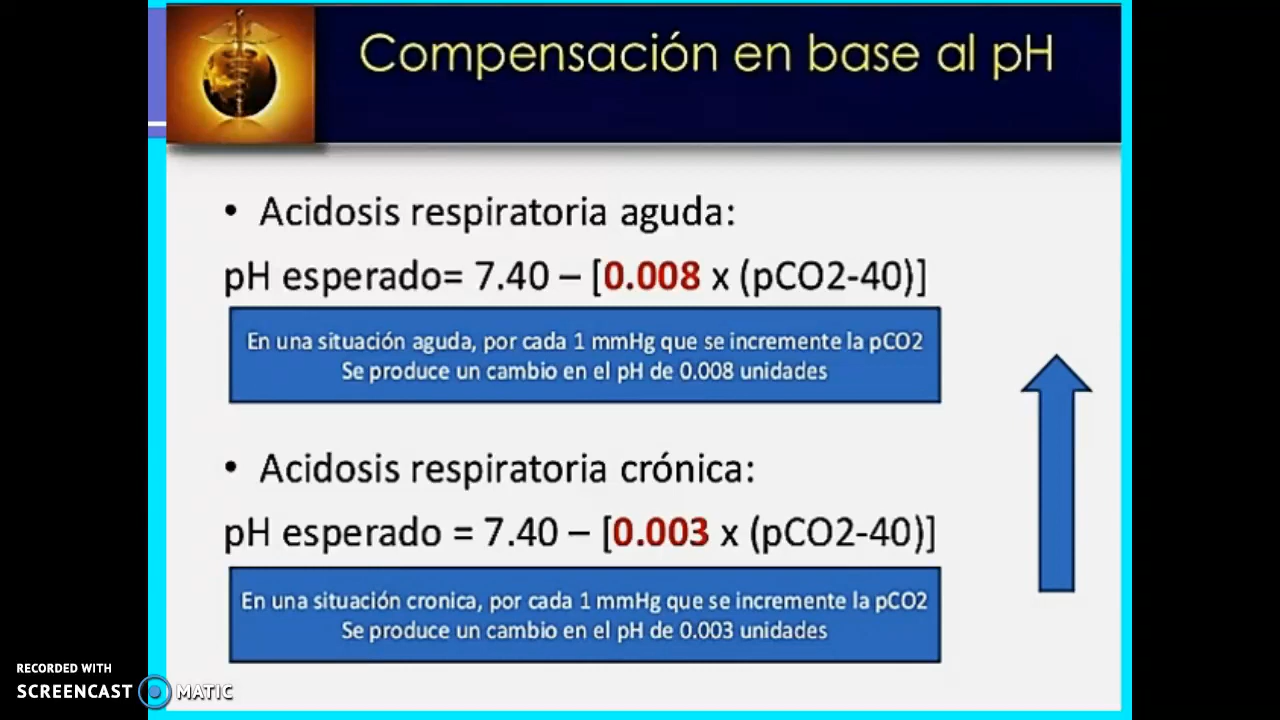 Compensación en base al pH
• Acidosis respiratoria aguda:
pH esperado= 7.40 – [0.008 x (pCO2-40)]
En una situación aguda, por cada 1 mmHg que se incremente la pCO2
Se produce un cambio en el pH de 0.008 unidades
• Acidosis respiratoria crónica:
pH esperado = 7.40 – [0.003 x (pCO2-40)]
En una situación cronica, por cada 1 mmHg que se incremente la pCO2
Se produce un cambio en el pH de 0.003 unidades
RECORDED WITH
SCREENCAST MATIC